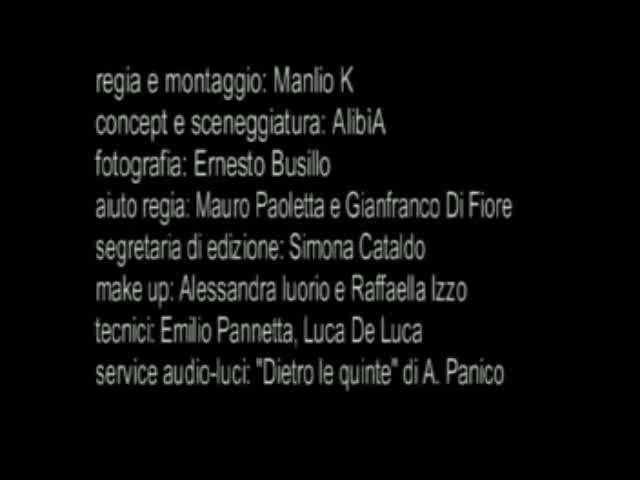 regia e montaggio: Manlio K
concept e sceneggiatura: AlibìA
fotografia: Ernesto Busillo
aiuto regia: Mauro Paoletta e Gianfranco Di Fiore
segretaria di edizione: Simona Cataldo
make up: Alessandra Iuorio e Raffaella Izzo
tecnici: Emilio Pannetta, Luca De Luca
service audio-luci: "Dietro le quinte" di A. Panico